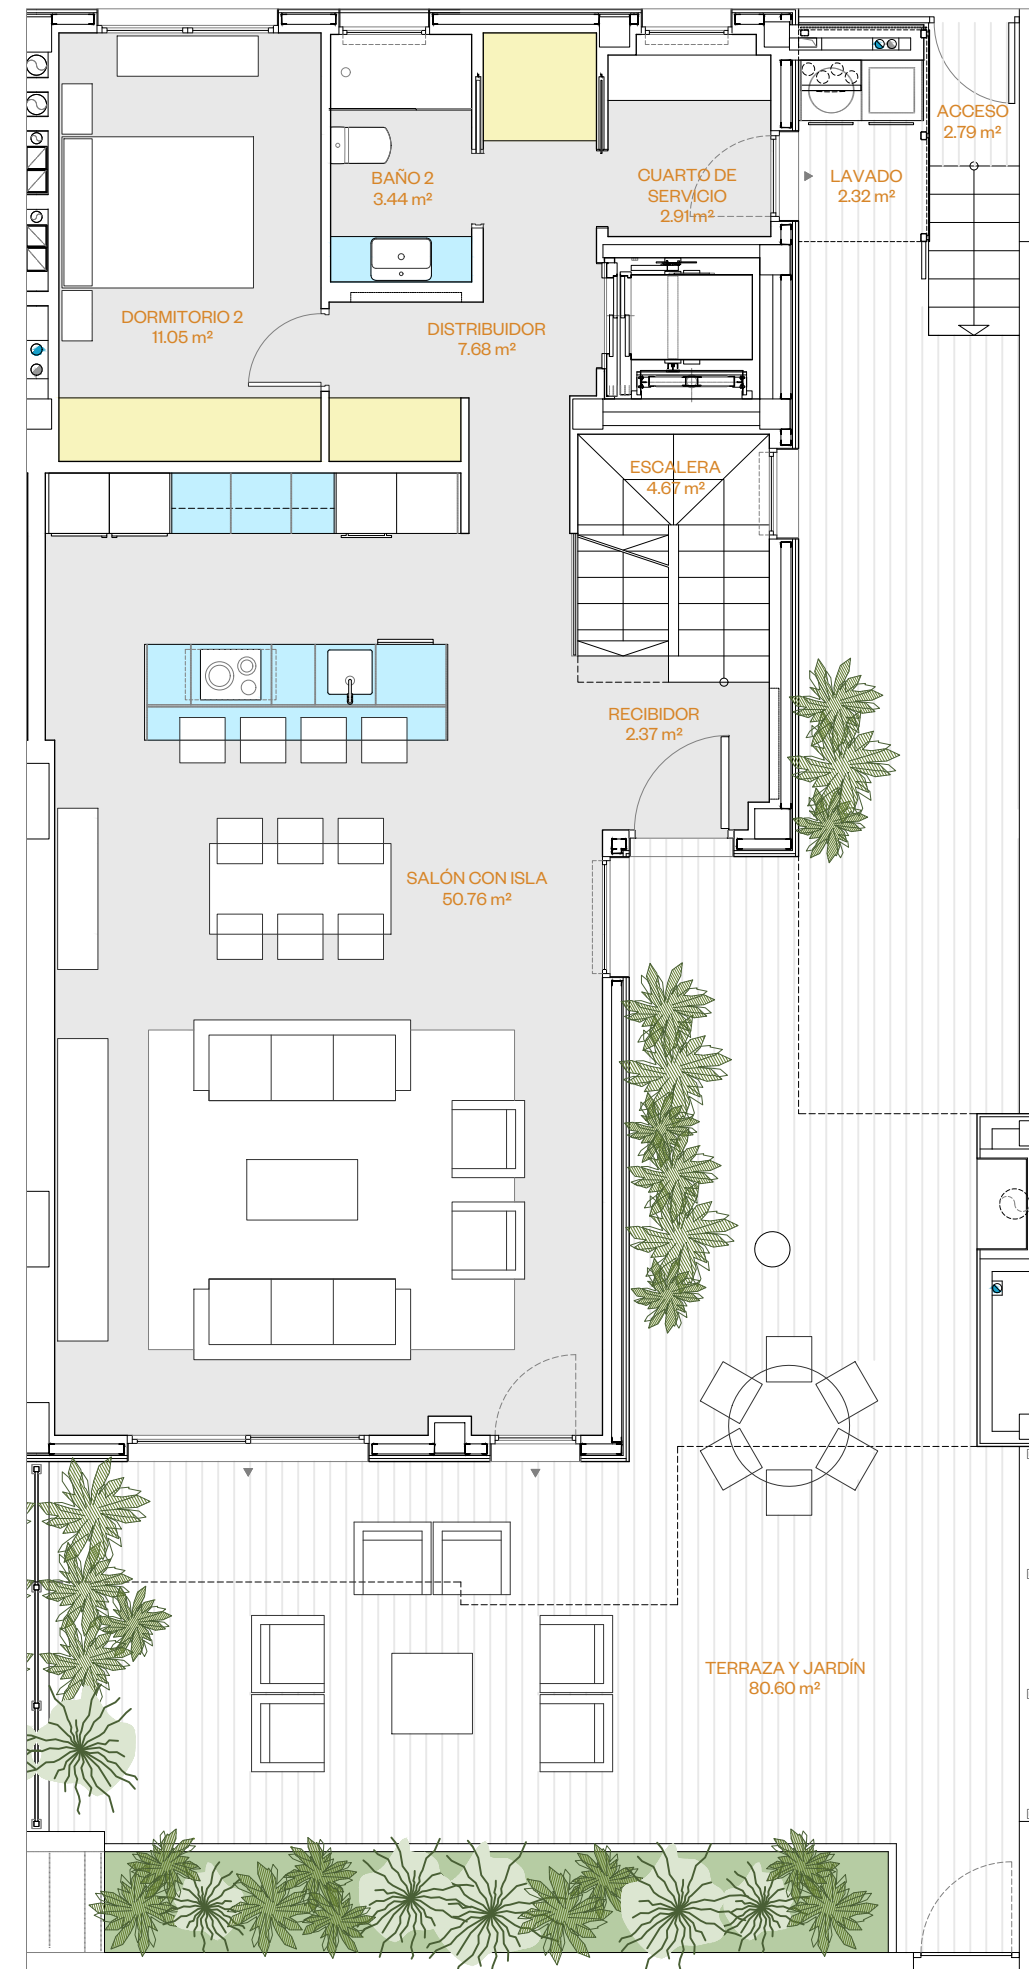 ACCESO
2.79 m²
BAÑO 2
3.44 m²
CUARTO DE
SERVICIO
2.91 m²
LAVADO
2.32 m²
DORMITORIO 2
11.05 m²
DISTRIBUIDOR
7.68 m²
ESCALERA
4.67 m²
RECIBIDOR
2.37 m²
SALÓN CON ISLA
50.76 m²
TERRAZA Y JARDÍN
80.60 m²